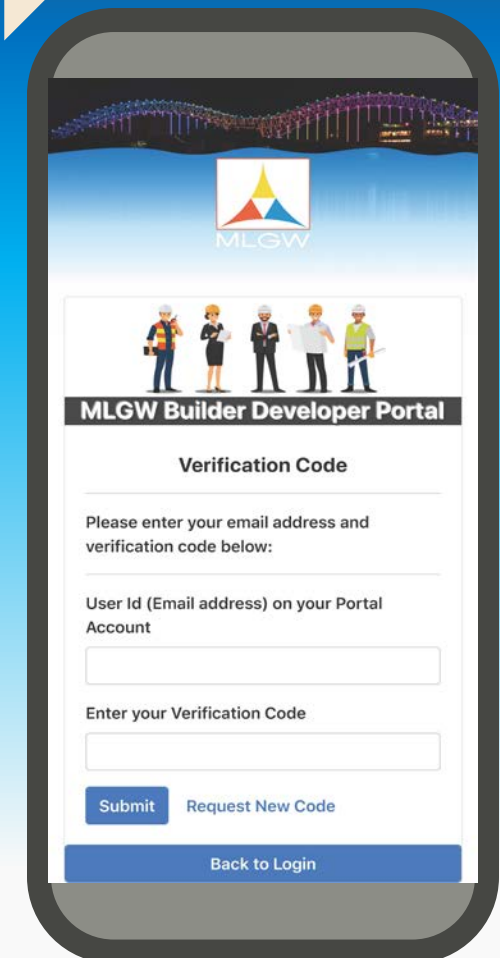 MLGW
MLGW Builder Developer Portal
Verification Code
Please enter your email address and
verification code below:
User Id (Email address) on your Portal
Account
Enter your Verification Code
Submit Request New Code
Back to Login